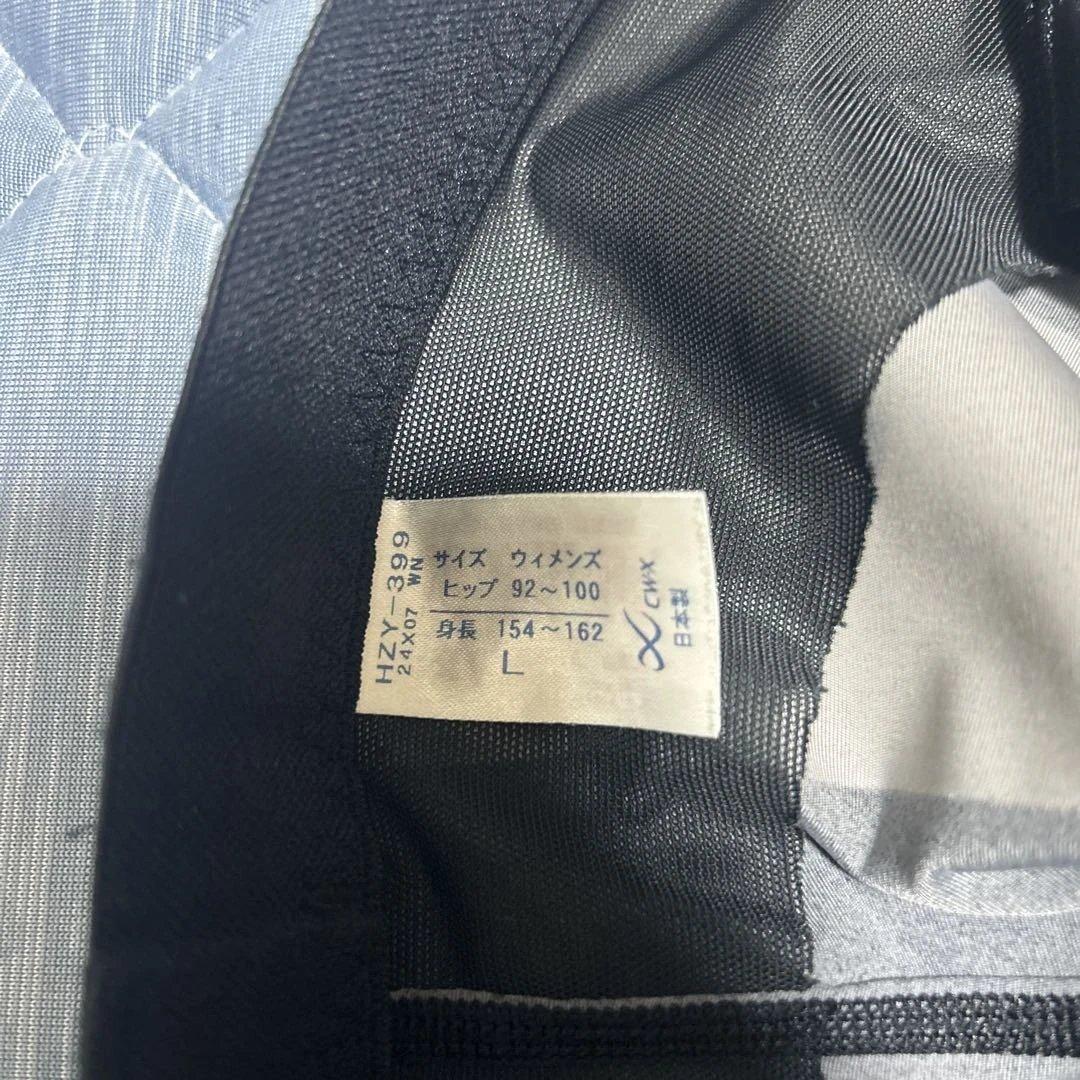 サイズ ウィメンズ
ヒップ 92～100
身長 154～162
L
HZY-399
24X07 WN
CWX
日本製